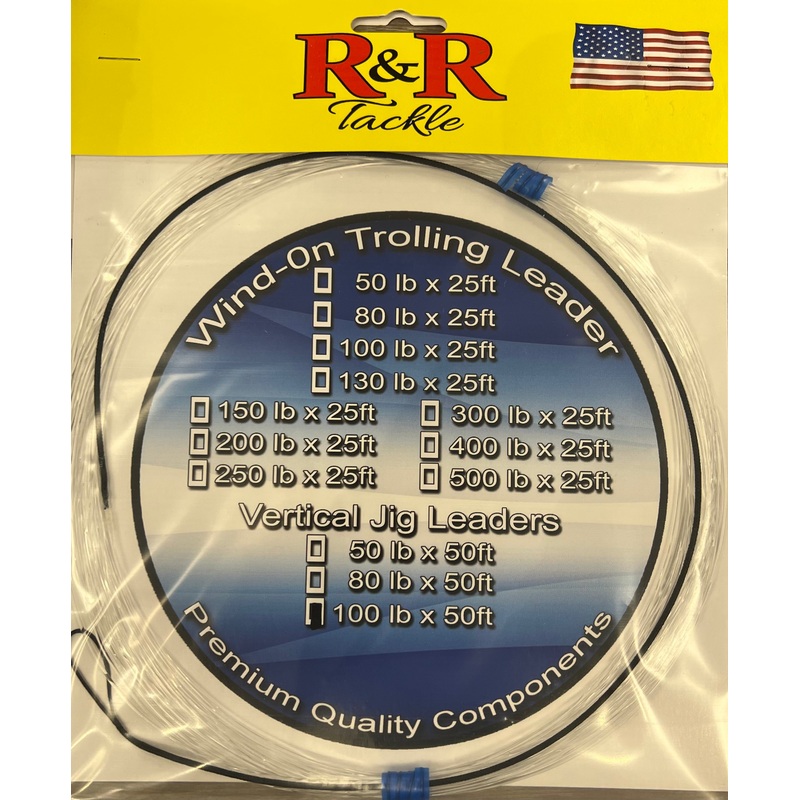 R&R
Tackle
Wind-On Trolling Leader
50 lb x 25ft
80 lb x 25ft
100 lb x 25ft
130 lb x 25ft
150 lb x 25ft 300 lb x 25ft
200 lb x 25ft 400 lb x 25ft
250 lb x 25ft 500 lb x 25ft
Vertical Jig Leaders
50 lb x 50ft
80 lb x 50ft
100 lb x 50ft
Premium Quality Components